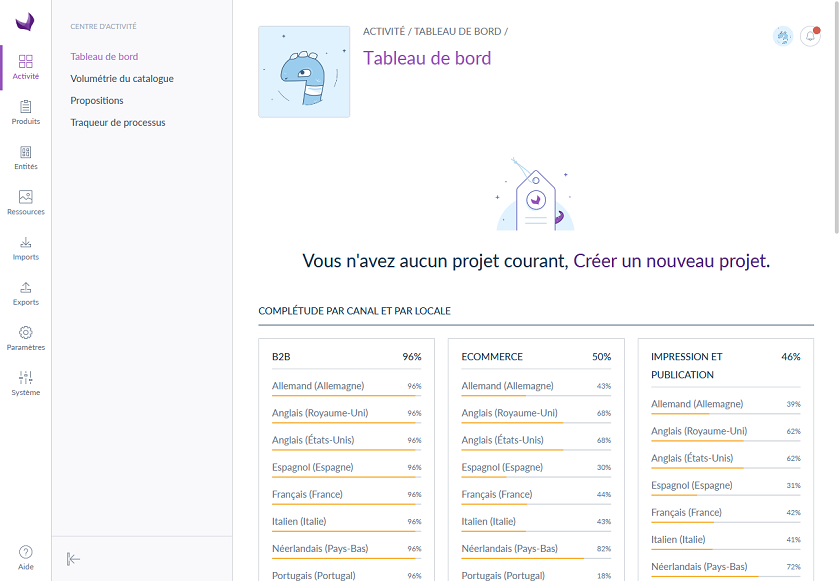 Activité
Produits
Entités
Ressources
Imports
Exports
Paramètres
Système
Aide
CENTRE D'ACTIVITÉ
Tableau de bord
Volumétrie du catalogue
Propositions
Traqueur de processus
ACTIVITÉ / TABLEAU DE BORD /
Tableau de bord
Vous n'avez aucun projet courant, Créer un nouveau projet.
COMPLÉTUDE PAR CANAL ET PAR LOCALE
B2B 96%
Allemand (Allemagne) 96%
Anglais (Royaume-Uni) 96%
Anglais (États-Unis) 96%
Espagnol (Espagne) 96%
Français (France) 96%
Italien (Italie) 96%
Néerlandais (Pays-Bas) 96%
Portugais (Portugal) 96%
ECOMMERCE 50%
Allemand (Allemagne) 43%
Anglais (Royaume-Uni) 68%
Anglais (États-Unis) 68%
Espagnol (Espagne) 30%
Français (France) 44%
Italien (Italie) 43%
Néerlandais (Pays-Bas) 82%
Portugais (Portugal) 18%
IMPRESSION ET 46%
PUBLICATION
Allemand (Allemagne) 39%
Anglais (Royaume-Uni) 62%
Anglais (États-Unis) 62%
Espagnol (Espagne) 31%
Français (France) 42%
Italien (Italie) 41%
Néerlandais (Pays-Bas) 72%